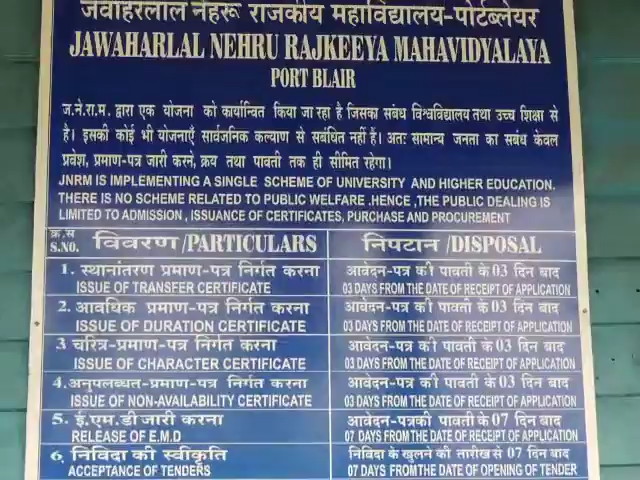 जवाहरलाल नेहरू राजकीय महाविद्यालय-पोर्टब्लेयर
JAWAHARLAL NEHRU RAJKEEYA MAHAVIDYALAYA
PORT BLAIR
ज.ने.रा.म. द्वारा एक योजना को कार्यान्वित किया जा रहा है जिसका सबंध विश्वविद्यालय तथा उच्च शिक्षा से
है। इसकी कोई भी योजनाएँ सार्वजनिक कल्याण से सबंधित नहीं हैं। अतः सामान्य जनता का सबंध केवल
प्रवेश, प्रमाण-पत्र जारी करने, क्रय तथा पावती तक ही सीमित रहेगा।
JNRM IS IMPLEMENTING A SINGLE SCHEME OF UNIVERSITY AND HIGHER EDUCATION.
THERE IS NO SCHEME RELATED TO PUBLIC WELFARE .HENCE ,THE PUBLIC DEALING IS
LIMITED TO ADMISSION , ISSUANCE OF CERTIFICATES, PURCHASE AND PROCUREMENT
क्र.स
S.NO. विवरण /PARTICULARS निपटान /DISPOSAL
1. स्थानांतरण प्रमाण-पत्र निर्गत करना आवेदन-पत्र की पावती के 03 दिन बाद
ISSUE OF TRANSFER CERTIFICATE 03 DAYS FROM THE DATE OF RECEIPT OF APPLICATION
2. आवधिक प्रमाण-पत्र निर्गत करना आवेदन-पत्र की पावती के 03 दिन बाद
ISSUE OF DURATION CERTIFICATE 03 DAYS FROM THE DATE OF RECEIPT OF APPLICATION
3 चरित्र-प्रमाण-पत्र निर्गत करना आवेदन-पत्र की पावती के 03 दिन बाद
ISSUE OF CHARACTER CERTIFICATE 03 DAYS FROM THE DATE OF RECEIPT OF APPLICATION
4. अनुपलब्धत-प्रमाण-पत्र निर्गत करना आवेदन-पत्र की पावती के 03 दिन बाद
ISSUE OF NON-AVAILABILITY CERTIFICATE 03 DAYS FROM THE DATE OF RECEIPT OF APPLICATION
5. ई.एम.डी जारी करना आवेदन-पत्रकी पावती के 07 दिन बाद
RELEASE OF E.M.D 07 DAYS FROM THE DATE OF RECEIPT OF APPLICATION
6. निविदा की स्वीकृति निविदा के खुलने की तारीख से 07 दिन बाद
ACCEPTANCE OF TENDERS 07 DAYS FROM THE DATE OF OPENING OF TENDER